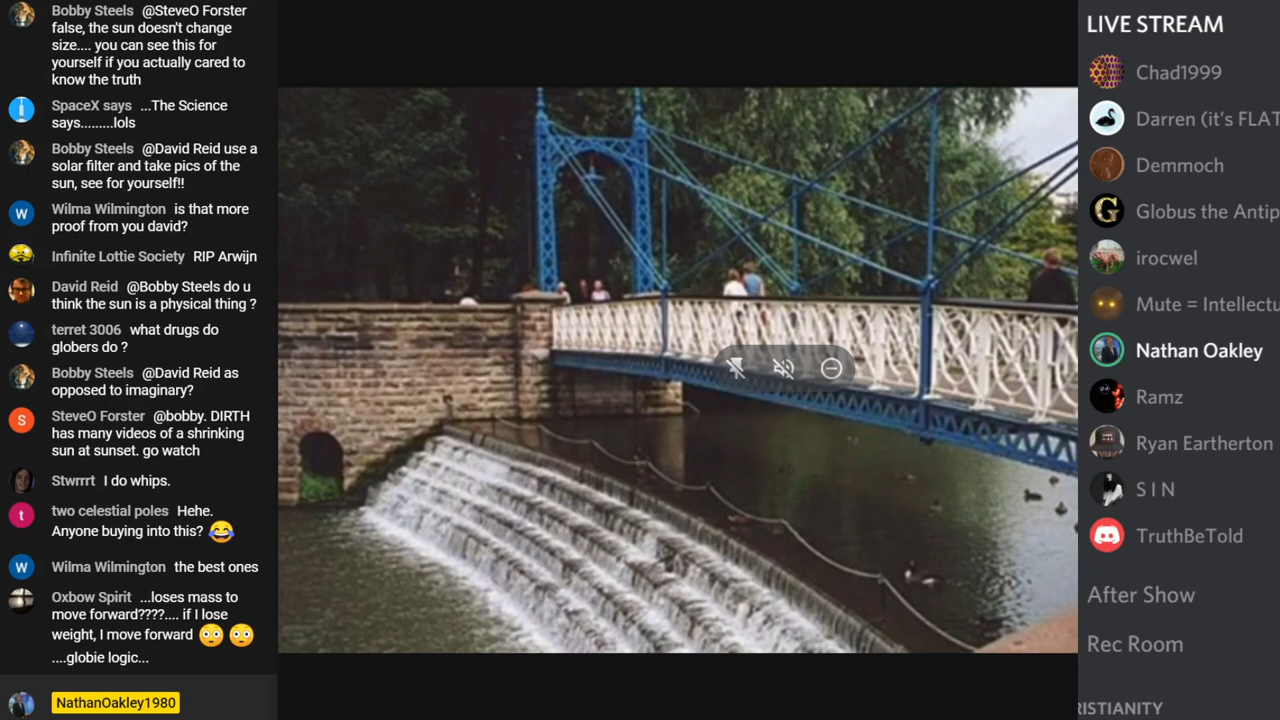 Bobby Steels @SteveO Forster
false, the sun doesn't change
size.... you can see this for
yourself if you actually cared to
know the truth
SpaceX says ...The Science
says.........lols
Bobby Steels @David Reid use a
solar filter and take pics of the
sun, see for yourself!!
Wilma Wilmington is that more
proof from you david?
Infinite Lottie Society RIP Arwijn
David Reid @Bobby Steels do u
think the sun is a physical thing ?
terret 3006 what drugs do
globers do ?
Bobby Steels @David Reid as
opposed to imaginary?
SteveO Forster @bobby. DIRTH
has many videos of a shrinking
sun at sunset. go watch
Stwrrrt I do whips.
two celestial poles Hehe.
Anyone buying into this? 😂
Wilma Wilmington the best ones
Oxbow Spirit ...loses mass to
move forward????.... if I lose
weight, I move forward 😳 😳
....globie logic...
NathanOakley1980
LIVE STREAM
Chad1999
Darren (it's FLAT
Demmoch
Globus the Antip
irocwel
Mute = Intellectu
Nathan Oakley
Ramz
Ryan Eartherton
S I N
TruthBeTold
After Show
Rec Room
RISTIANITY